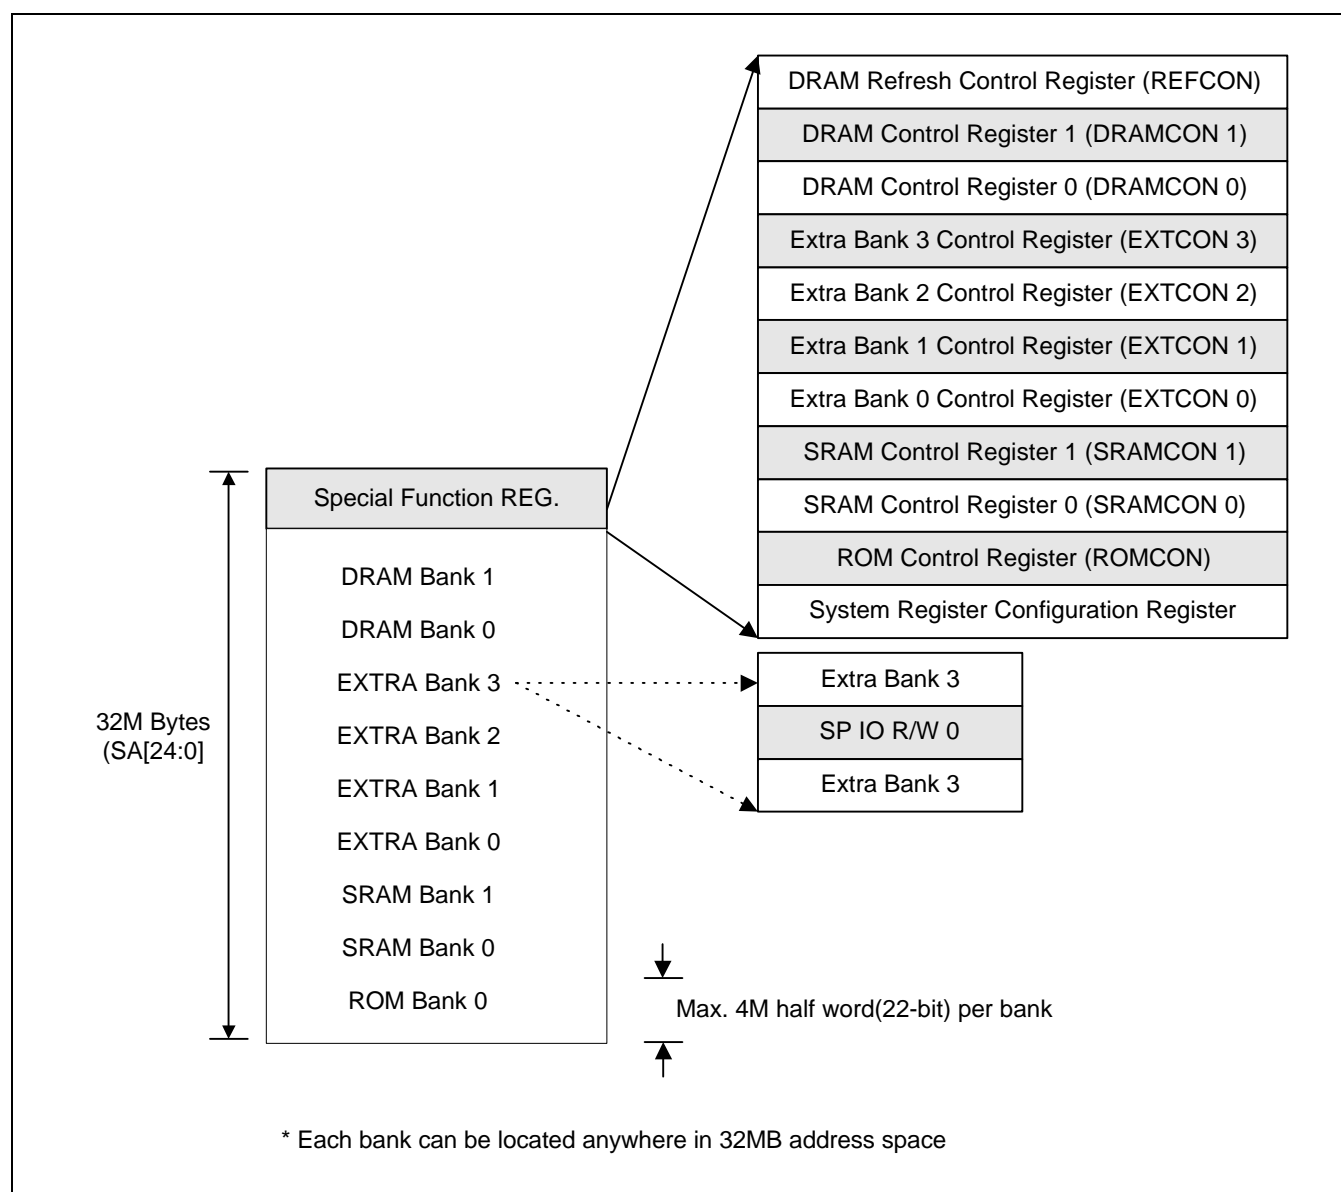 DRAM Refresh Control Register (REFCON)
DRAM Control Register 1 (DRAMCON 1)
DRAM Control Register 0 (DRAMCON 0)
Extra Bank 3 Control Register (EXTCON 3)
Extra Bank 2 Control Register (EXTCON 2)
Extra Bank 1 Control Register (EXTCON 1)
Extra Bank 0 Control Register (EXTCON 0)
SRAM Control Register 1 (SRAMCON 1)
SRAM Control Register 0 (SRAMCON 0)
ROM Control Register (ROMCON)
System Register Configuration Register
Special Function REG.
DRAM Bank 1
DRAM Bank 0
EXTRA Bank 3
EXTRA Bank 2
EXTRA Bank 1
EXTRA Bank 0
SRAM Bank 1
SRAM Bank 0
ROM Bank 0
32M Bytes
(SA[24:0]
Extra Bank 3
SP IO R/W 0
Extra Bank 3
Max. 4M half word(22-bit) per bank
* Each bank can be located anywhere in 32MB address space